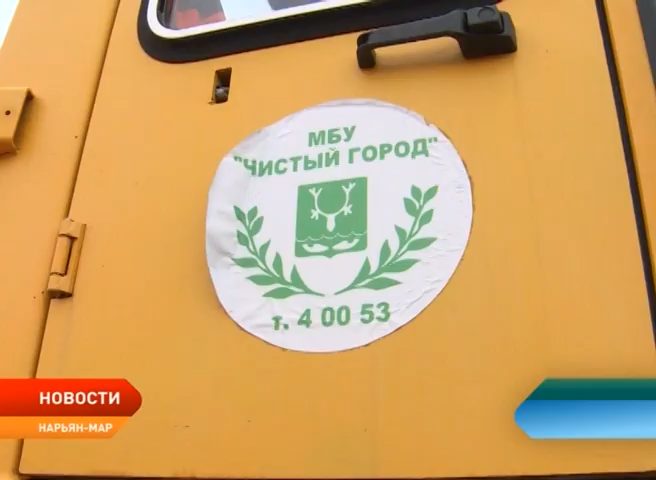 МБУ
"ЧИСТЫЙ ГОРОД"
т. 4 00 53
НОВОСТИ
НАРЬЯН-МАР